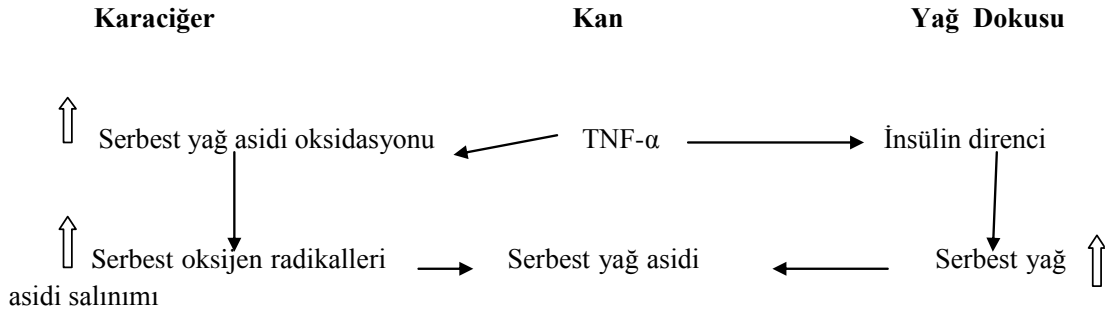 Karaciğer Kan Yağ Dokusu
Serbest yağ asidi oksidasyonu TNF-α İnsülin direnci
Serbest oksijen radikalleri Serbest yağ asidi Serbest yağ
asidi salınımı